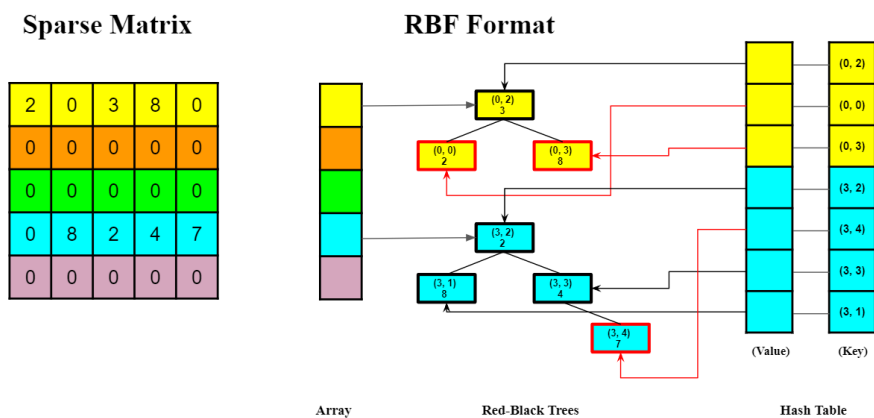 Sparse Matrix
RBF Format
2 0 3 8 0
0 0 0 0 0
0 0 0 0 0
0 8 2 4 7
0 0 0 0 0
(0, 2)
3
(0, 0)
2
(0, 3)
8
(3, 2)
2
(3, 1)
8
(3, 3)
4
(3, 4)
7
(0, 2)
(0, 0)
(0, 3)
(3, 2)
(3, 4)
(3, 3)
(3, 1)
(Value)
(Key)
Array
Red-Black Trees
Hash Table